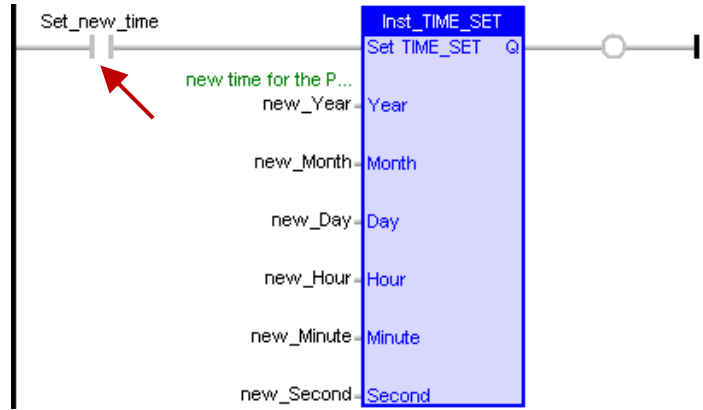 Set_new_time
Inst_TIME_SET
Set TIME_SET Q
new time for the P...
new_Year Year
new_Month Month
new_Day Day
new_Hour Hour
new_Minute Minute
new_Second Second